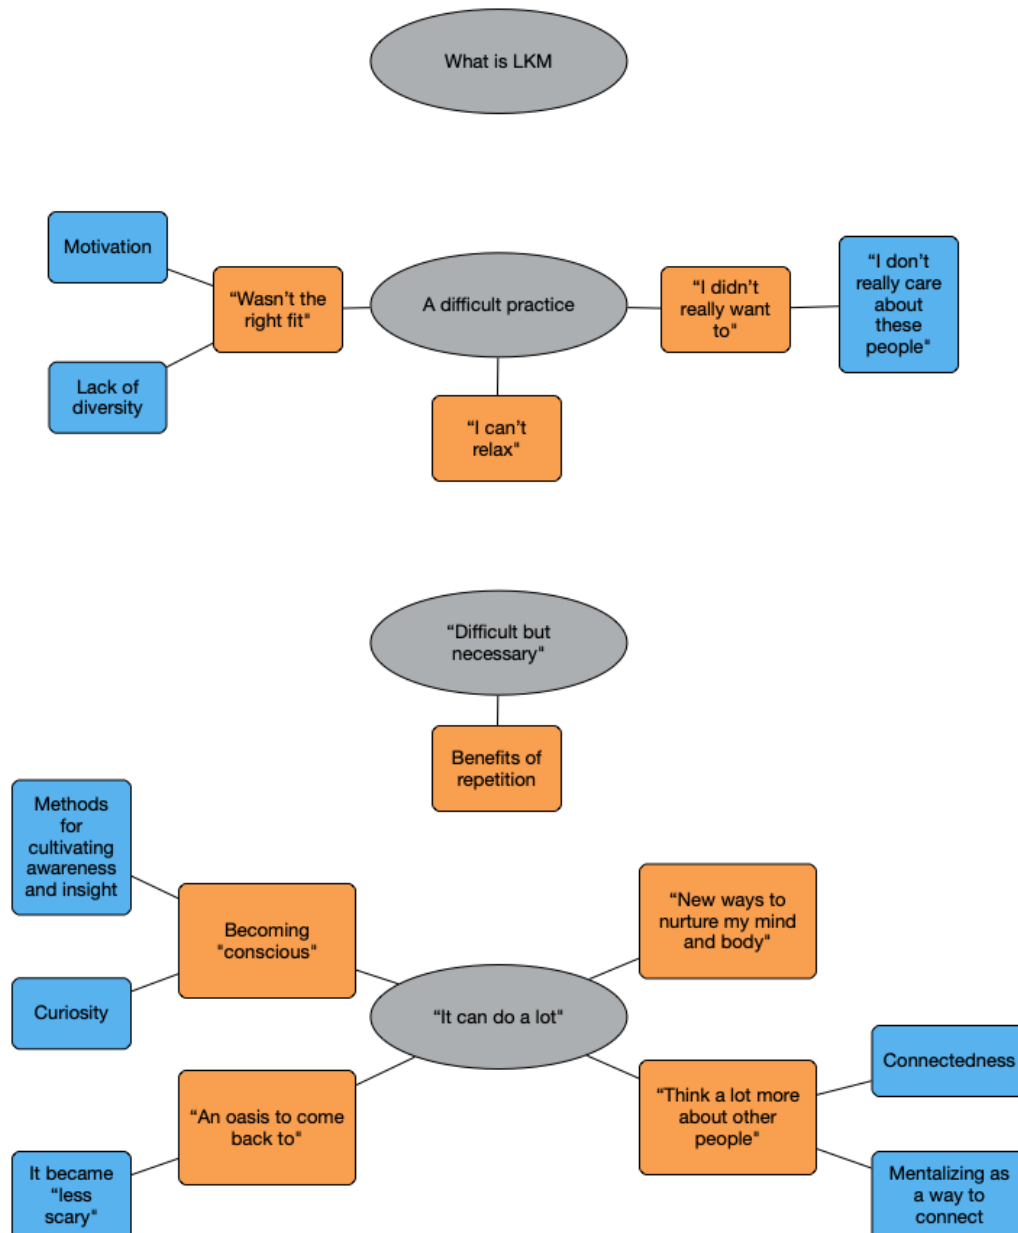 What is LKM
Motivation
“Wasn’t the
right fit"
Lack of
diversity
A difficult practice
“I can’t
relax"
“I didn’t
really want
to"
“I don’t
really care
about
these
people"
“Difficult but
necessary"
Benefits of
repetition
Methods
for
cultivating
awareness
and insight
Becoming
"conscious"
Curiosity
“New ways to
nurture my mind
and body"
“It can do a lot"
“An oasis to come
back to"
It became
“less
scary"
“Think a lot more
about other
people"
Connectedness
Mentalizing as
a way to
connect